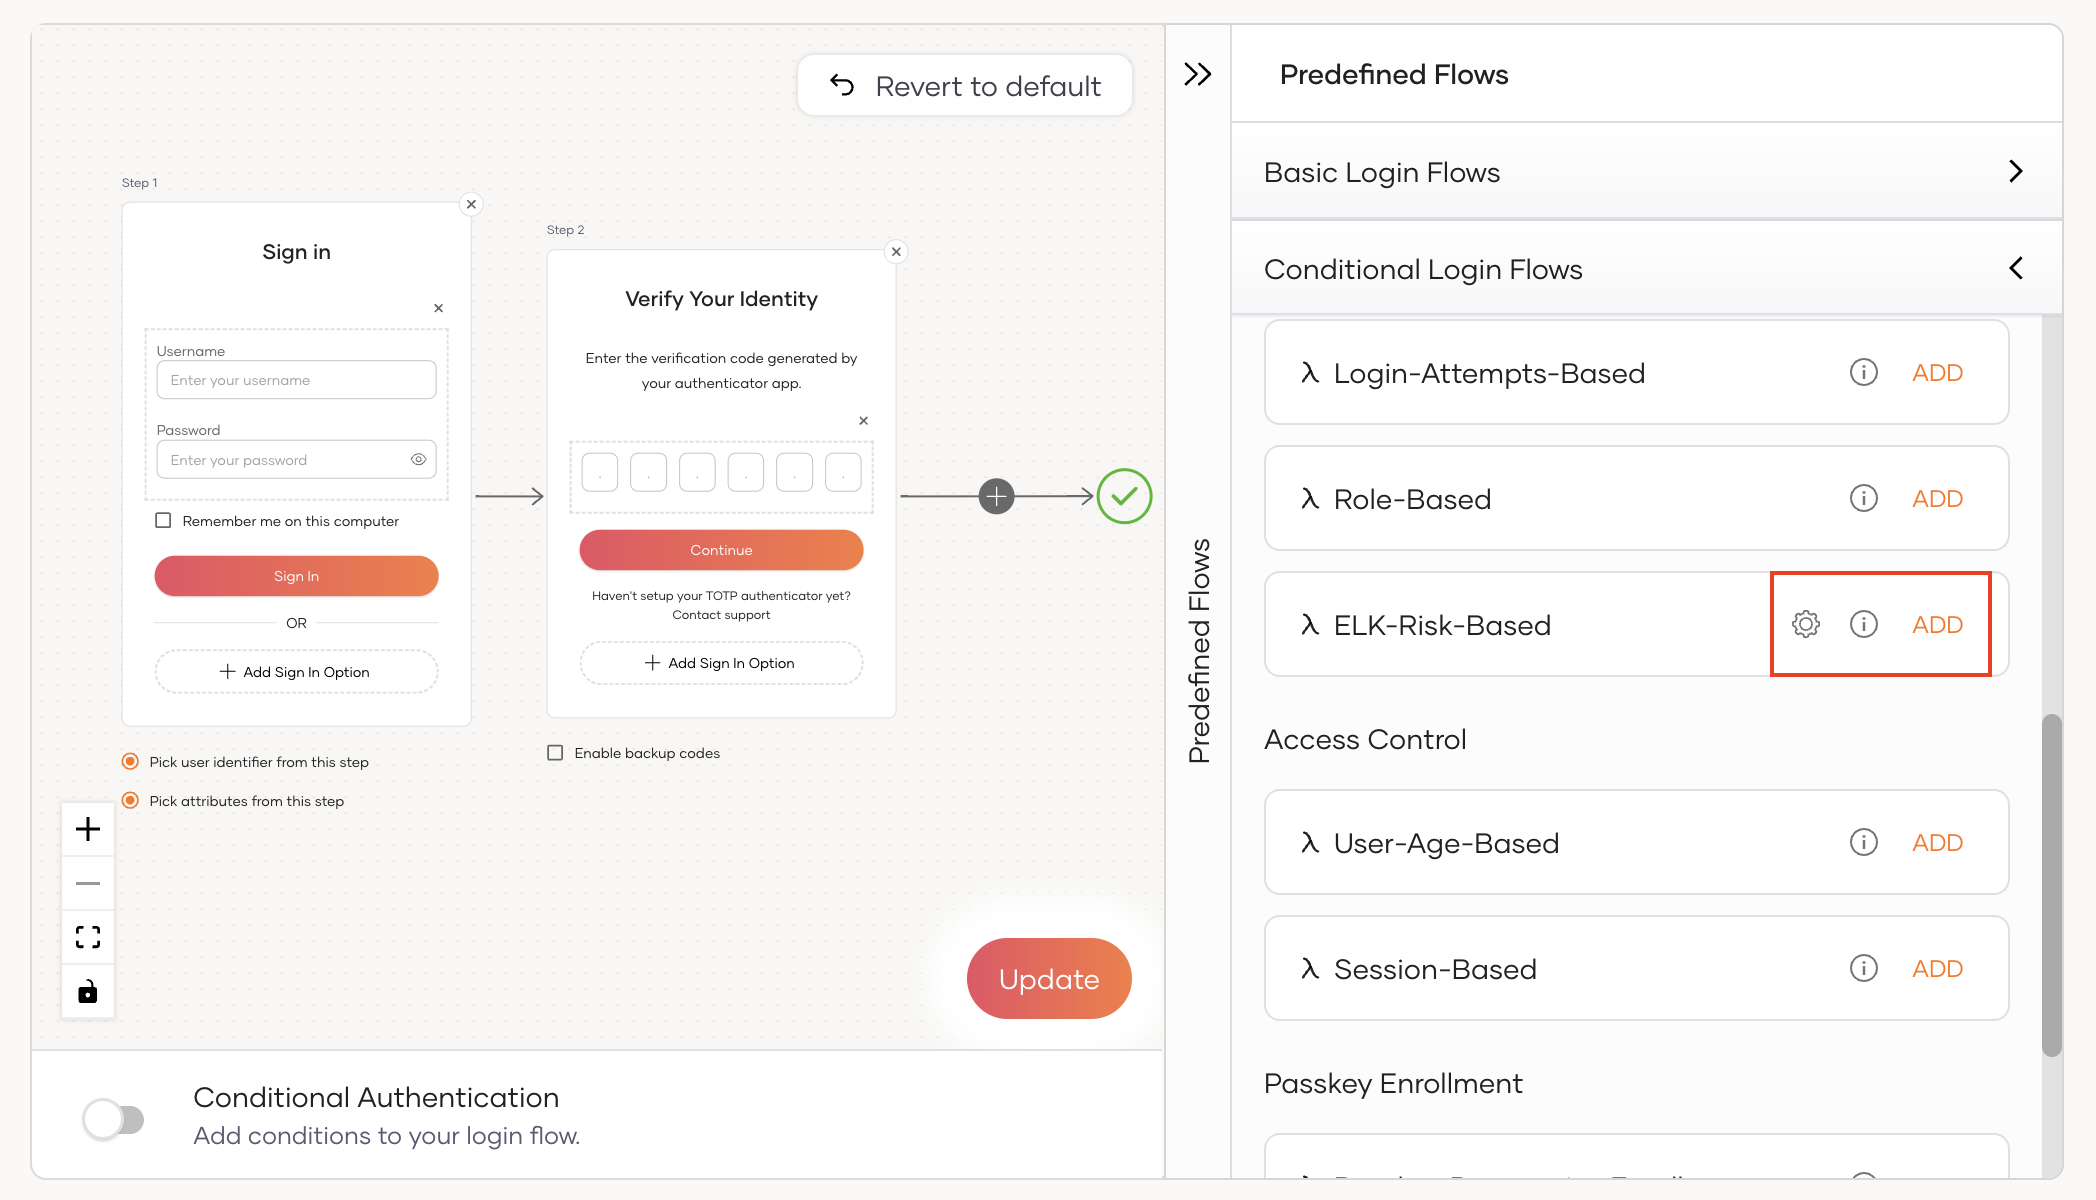 Revert to default
Step 1
Sign in
Username
Enter your username
Password
Enter your password
Remember me on this computer
Sign In
OR
Add Sign In Option
Pick user identifier from this step
Pick attributes from this step
Step 2
Verify Your Identity
Enter the verification code generated by
your authenticator app.
Continue
Haven't setup your TOTP authenticator yet?
Contact support
Add Sign In Option
Enable backup codes
Update
Conditional Authentication
Add conditions to your login flow.
Predefined Flows
Predefined Flows
Basic Login Flows
Conditional Login Flows
λ Login-Attempts-Based ADD
λ Role-Based ADD
λ ELK-Risk-Based ADD
Access Control
λ User-Age-Based ADD
λ Session-Based ADD
Passkey Enrollment